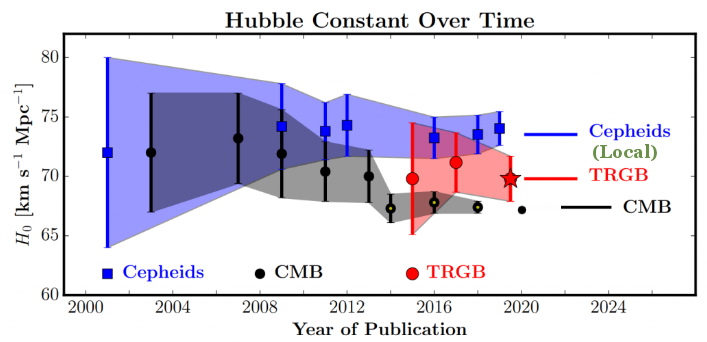 Hubble Constant Over Time
80
75
70
65
60
H₀ [km s⁻¹ Mpc⁻¹]
Cepheids
(Local)
TRGB
CMB
Cepheids CMB TRGB
2000 2004 2008 2012 2016 2020 2024
Year of Publication